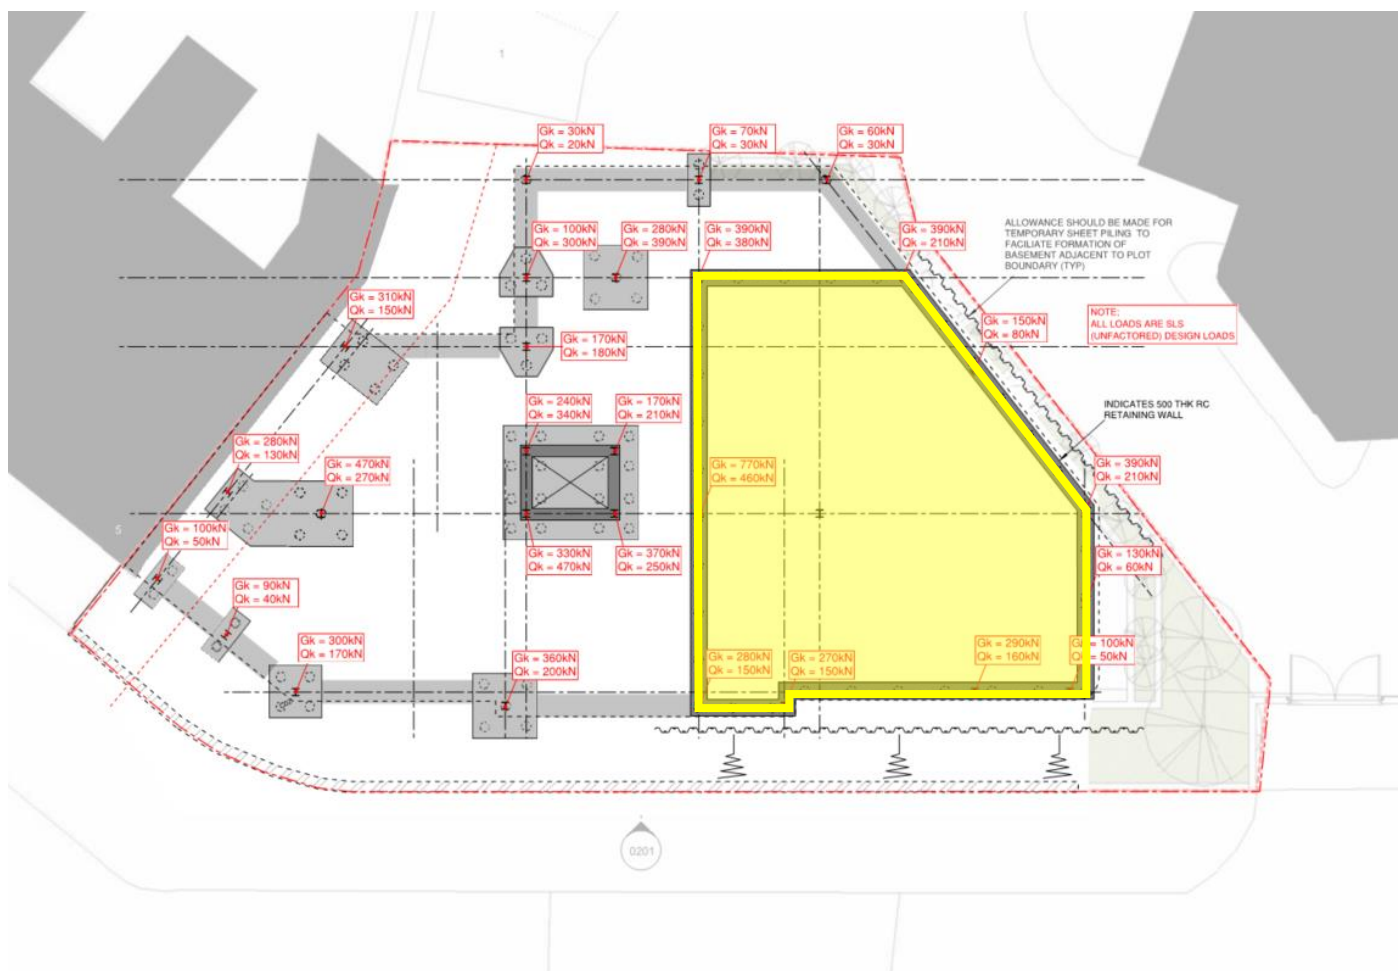 1
Gk = 30kN
Qk = 20kN
Gk = 70kN
Qk = 30kN
Gk = 60kN
Qk = 30kN
Gk = 100kN
Qk = 300kN
Gk = 280kN
Qk = 390kN
Gk = 390kN
Qk = 380kN
Gk = 390kN
Qk = 210kN
ALLOWANCE SHOULD BE MADE FOR
TEMPORARY SHEET PILING TO
FACILIATE FORMATION OF
BASEMENT ADJACENT TO PLOT
BOUNDARY (TYP)
Gk = 310kN
Qk = 150kN
Gk = 170kN
Qk = 180kN
Gk = 150kN
Qk = 80kN
NOTE:
ALL LOADS ARE SLS
(UNFACTORED) DESIGN LOADS
INDICATES 500 THK RC
RETAINING WALL
Gk = 240kN
Qk = 340kN
Gk = 170kN
Qk = 210kN
Gk = 280kN
Qk = 130kN
Gk = 470kN
Qk = 270kN
Gk = 770kN
Qk = 460kN
Gk = 390kN
Qk = 210kN
5
Gk = 100kN
Qk = 50kN
Gk = 330kN
Qk = 470kN
Gk = 370kN
Qk = 250kN
Gk = 130kN
Qk = 60kN
Gk = 90kN
Qk = 40kN
Gk = 300kN
Qk = 170kN
Gk = 360kN
Qk = 200kN
Gk = 280kN
Qk = 150kN
Gk = 270kN
Qk = 150kN
Gk = 290kN
Qk = 160kN
Gk = 100kN
Qk = 50kN
0201